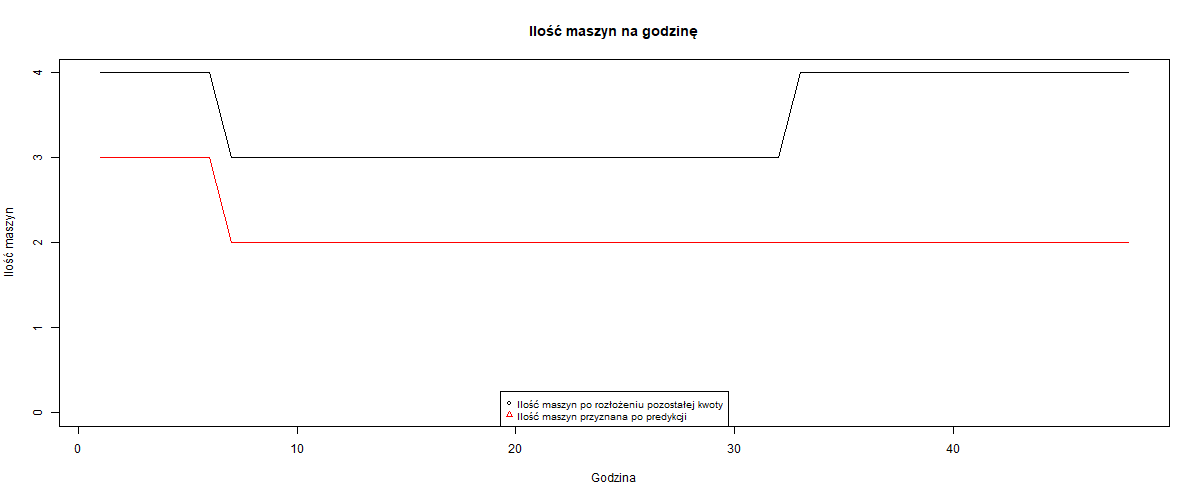 Ilość maszyn na godzinę
Ilość maszyn
4
3
2
1
0
Ilość maszyn po rozłożeniu pozostałej kwoty
Ilość maszyn przyznana po predykcji
0 10 20 30 40
Godzina